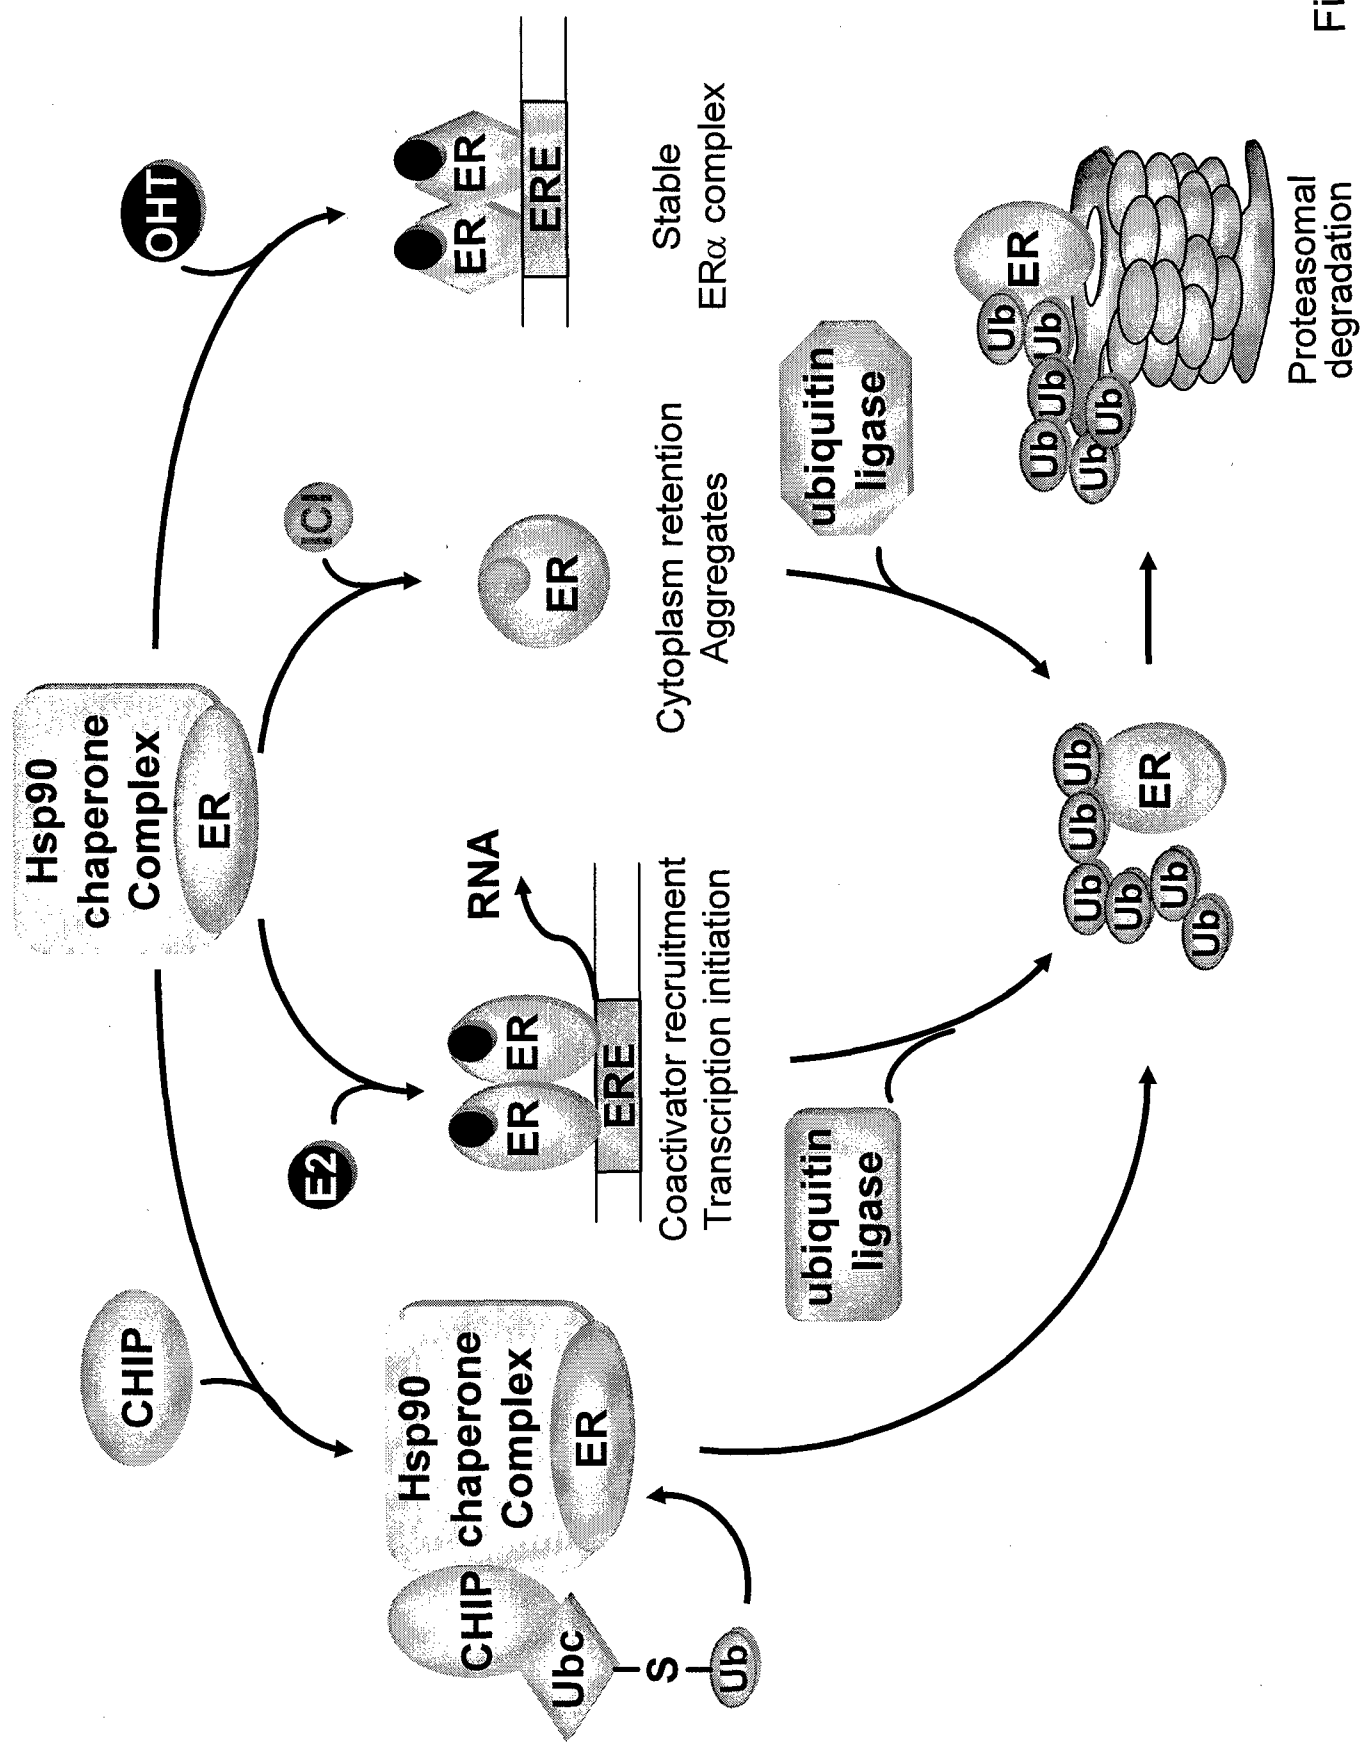 Hsp90
chaperone
Complex
ER
CHIP
OHT
E2
ICI
CHIP
Hsp90
chaperone
Complex
ER
Ubc
S
Ub
RNA
ER
ER
ERE
Coactivator recruitment
Transcription initiation
ER
Cytoplasm retention
Aggregates
ER
ER
ERE
Stable
ERα complex
ubiquitin
ligase
ubiquitin
ligase
Ub
Ub
Ub
Ub
Ub
Ub
ER
Ub
Ub
Ub
Ub
Ub
Ub
ER
Proteasomal
degradation
Fi